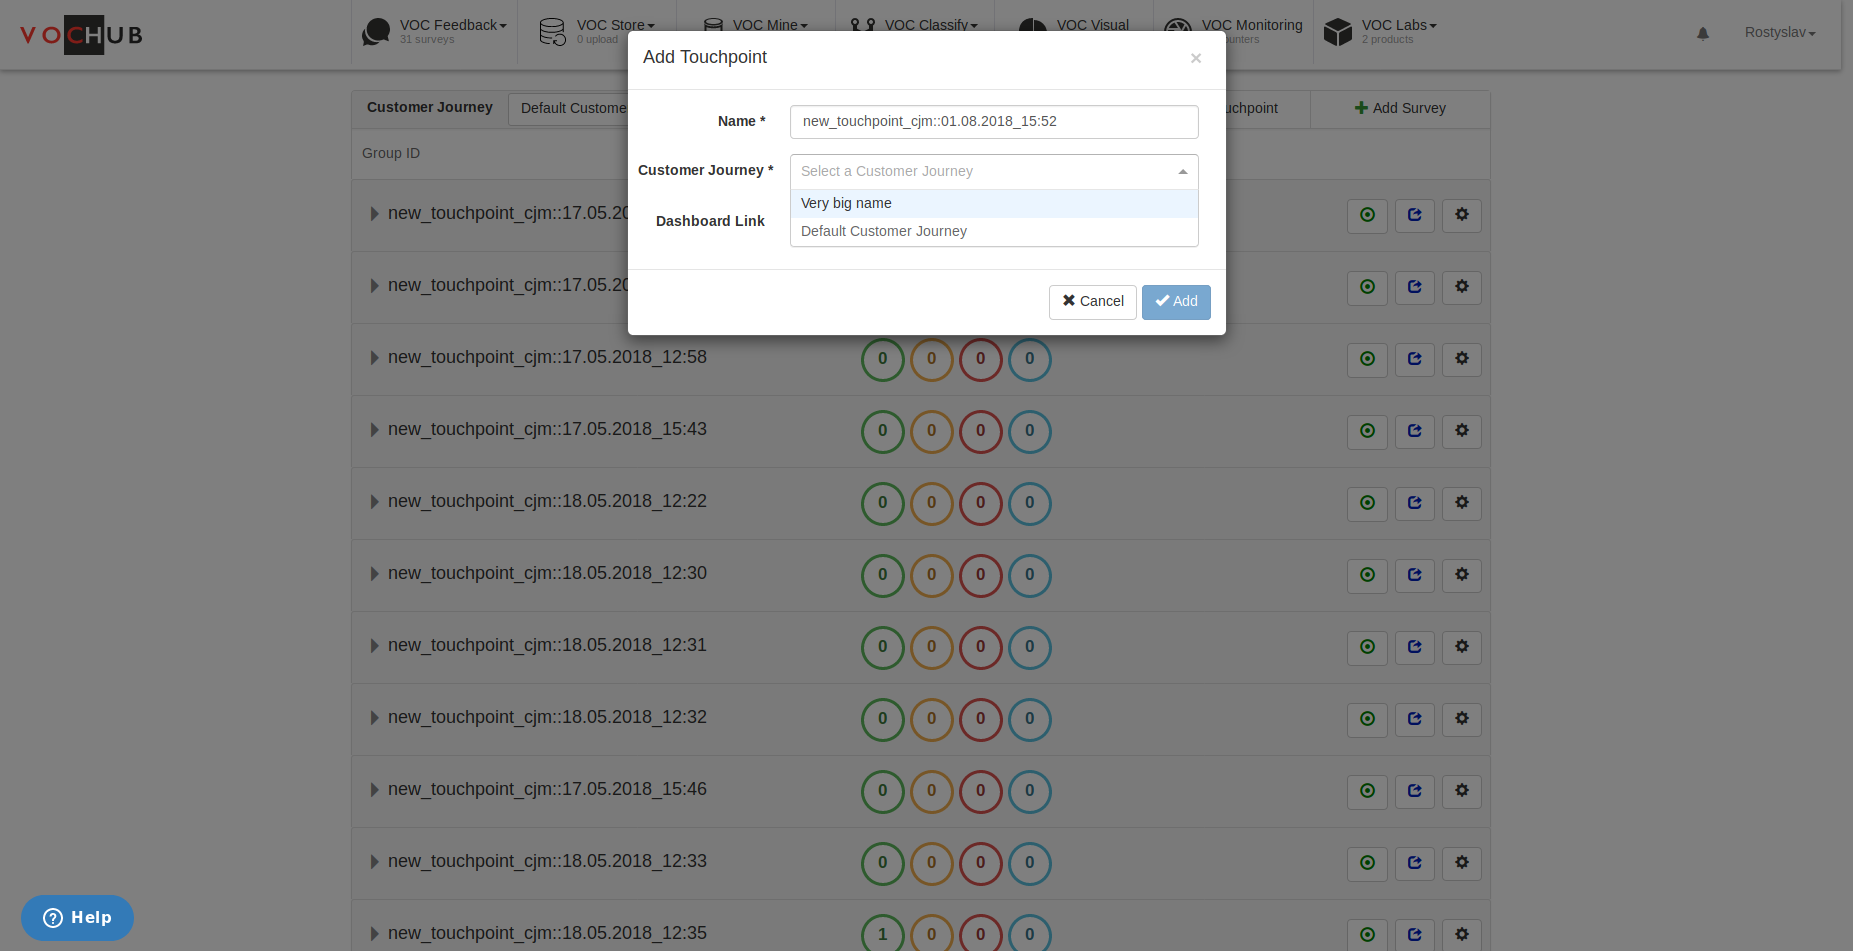 VOCHUB
VOC Feedback
31 surveys
VOC Store
0 upload
VOC Mine
VOC Classify
VOC Visual
VOC Monitoring
unters
VOC Labs
2 products
Rostyslav
Add Touchpoint
×
Customer Journey
Default Custome
uchpoint
Add Survey
Name *
new_touchpoint_cjm::01.08.2018_15:52
Group ID
Customer Journey *
Select a Customer Journey
Very big name
Dashboard Link
Default Customer Journey
Cancel
Add
new_touchpoint_cjm::17.05.20
new_touchpoint_cjm::17.05.20
new_touchpoint_cjm::17.05.2018_12:58 0 0 0 0
new_touchpoint_cjm::17.05.2018_15:43 0 0 0 0
new_touchpoint_cjm::18.05.2018_12:22 0 0 0 0
new_touchpoint_cjm::18.05.2018_12:30 0 0 0 0
new_touchpoint_cjm::18.05.2018_12:31 0 0 0 0
new_touchpoint_cjm::18.05.2018_12:32 0 0 0 0
new_touchpoint_cjm::17.05.2018_15:46 0 0 0 0
new_touchpoint_cjm::18.05.2018_12:33 0 0 0 0
new_touchpoint_cjm::18.05.2018_12:35 1 0 0 0
Help